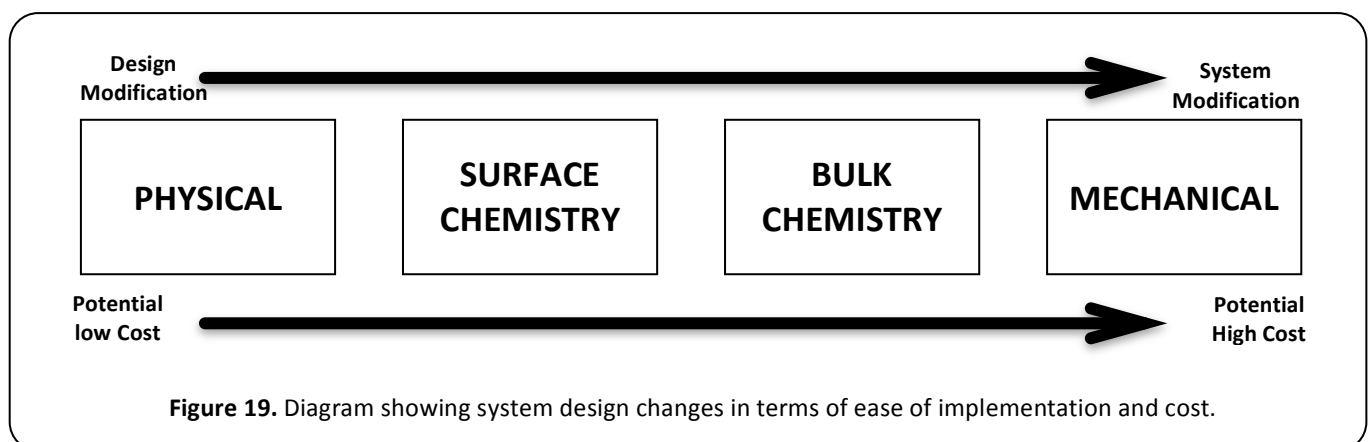 Design
Modification
System
Modification
PHYSICAL
SURFACE
CHEMISTRY
BULK
CHEMISTRY
MECHANICAL
Potential
low Cost
Potential
High Cost
Figure 19. Diagram showing system design changes in terms of ease of implementation and cost.